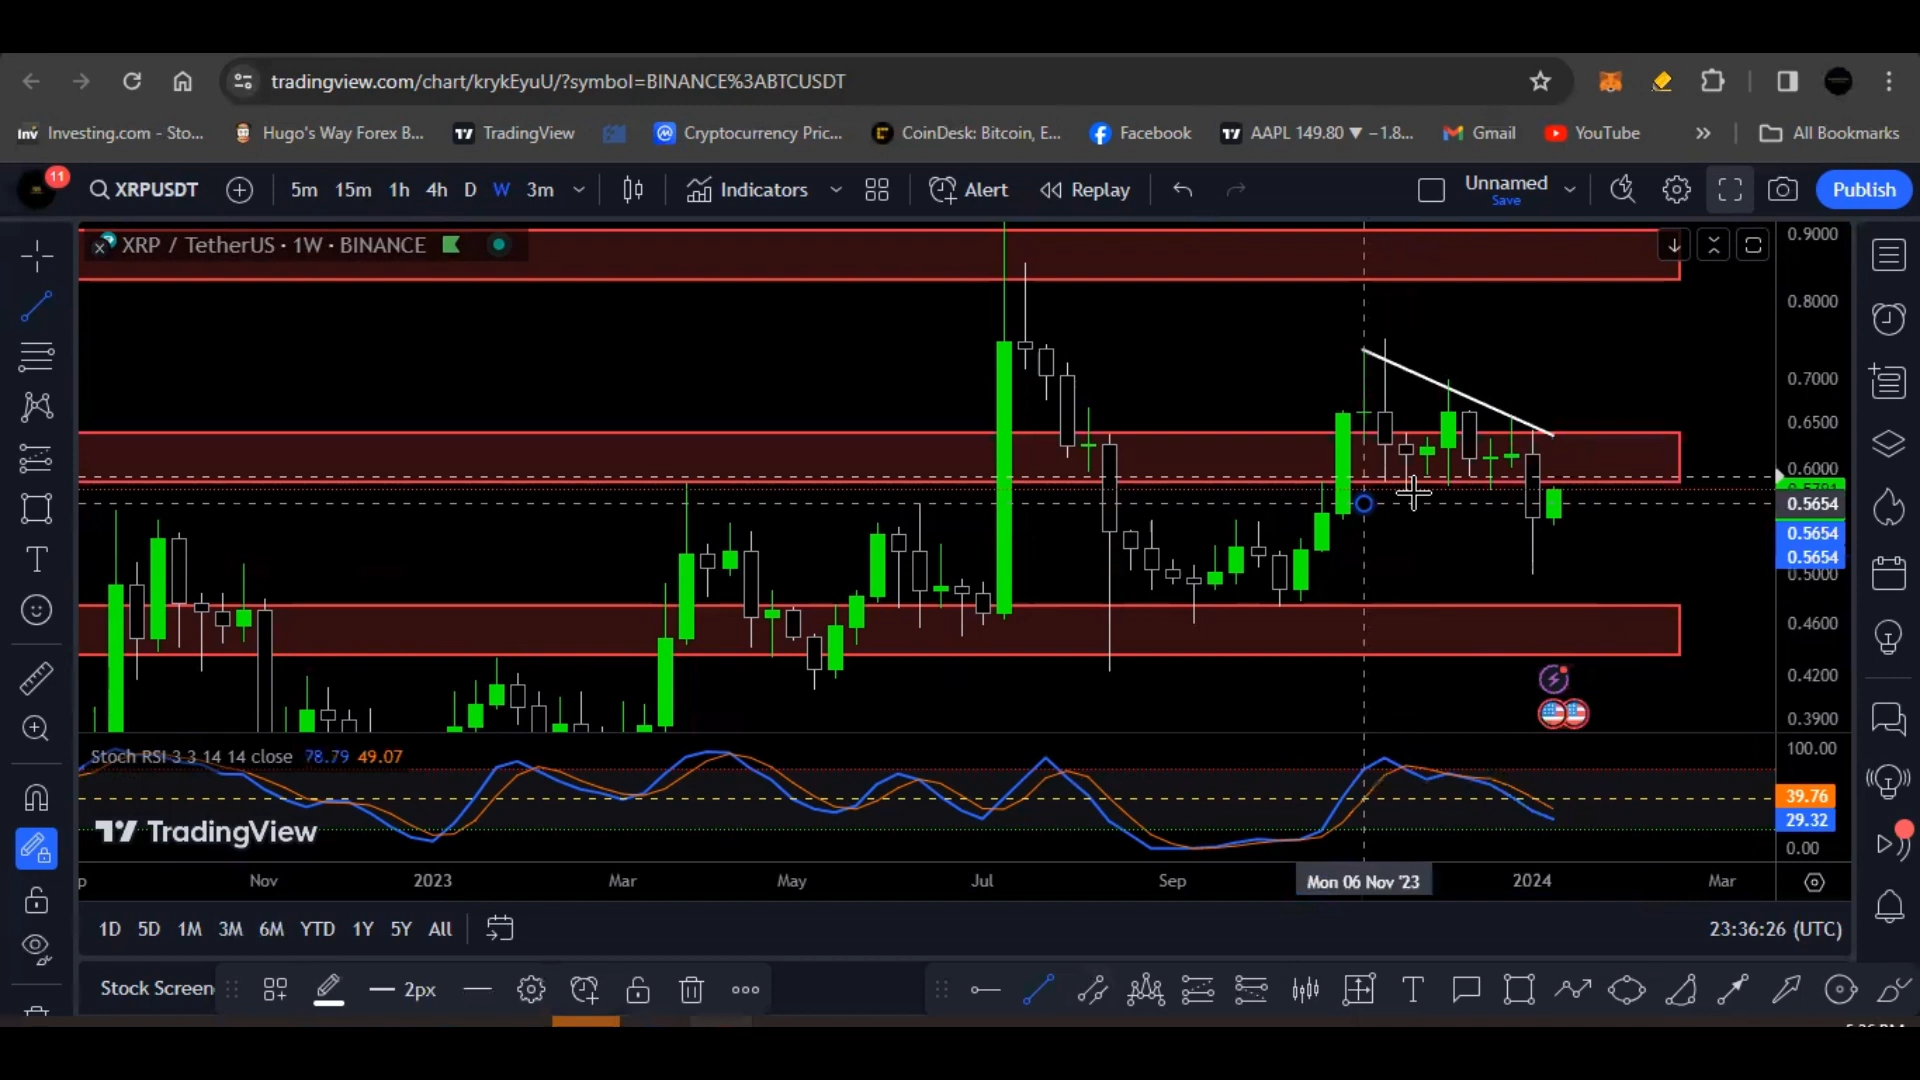 tradingview.com/chart/krykEyuU/?symbol=BINANCE%3ABTCUSDT
Inv Investing.com - Sto... Hugo's Way Forex B... TradingView Cryptocurrency Pric... CoinDesk: Bitcoin, E... Facebook AAPL 149.80 ▼ −1.8... Gmail YouTube » All Bookmarks
11 XRPUSDT 5m 15m 1h 4h D W 3m Indicators Alert Replay Unnamed Publish
Save
XRP / TetherUS · 1W · BINANCE
0.9000
0.8000
0.7000
0.6500
0.6000
0.5654
0.5654
0.5654
0.5000
0.4600
0.4200
0.3900
Stoch RSI 3 3 14 14 close 78.79 49.07
100.00
39.76
29.32
0.00
TradingView
Nov 2023 Mar May Jul Sep Mon 06 Nov '23 2024 Mar
1D 5D 1M 3M 6M YTD 1Y 5Y All 23:36:26 (UTC)
Stock Screen 2px